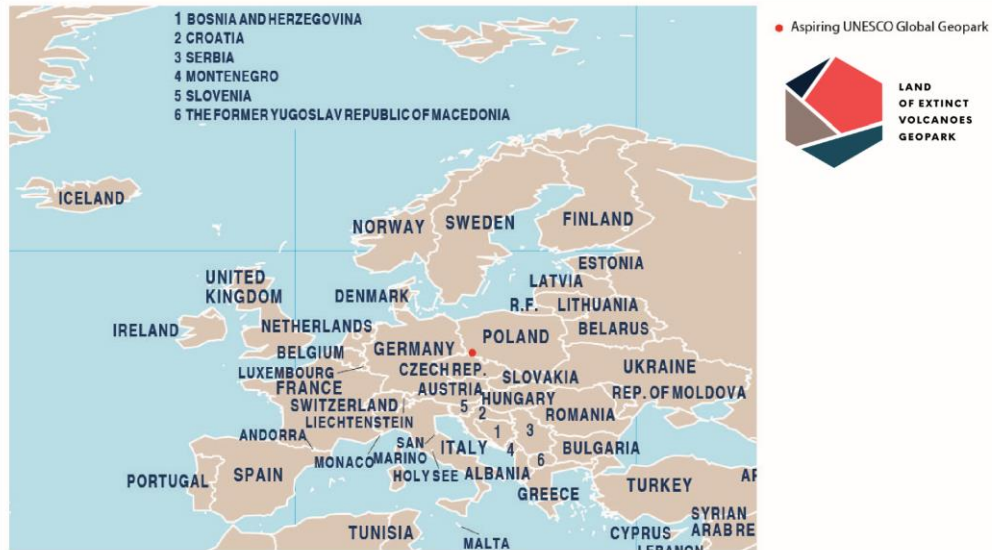 1 BOSNIA AND HERZEGOVINA
2 CROATIA
3 SERBIA
4 MONTENEGRO
5 SLOVENIA
6 THE FORMER YUGOSLAV REPUBLIC OF MACEDONIA
Aspiring UNESCO Global Geopark
LAND
OF EXTINCT
VOLCANOES
GEOPARK
ICELAND
NORWAY
SWEDEN
FINLAND
ESTONIA
LATVIA
UNITED
KINGDOM
DENMARK
R.F.
LITHUANIA
IRELAND
NETHERLANDS
BELARUS
POLAND
BELGIUM
GERMANY
LUXEMBOURG
CZECH REP.
UKRAINE
SLOVAKIA
FRANCE
AUSTRIA
HUNGARY
REP. OF MOLDOVA
SWITZERLAND
5
2
ROMANIA
LIECHTENSTEIN
1
3
ANDORRA
SAN
MARINO
ITALY
4
BULGARIA
MONACO
6
PORTUGAL
SPAIN
HOLY SEE
ALBANIA
GREECE
TURKEY
AR
SYRIAN
ARAB RE
TUNISIA
CYPRUS
MALTA
LEBANON